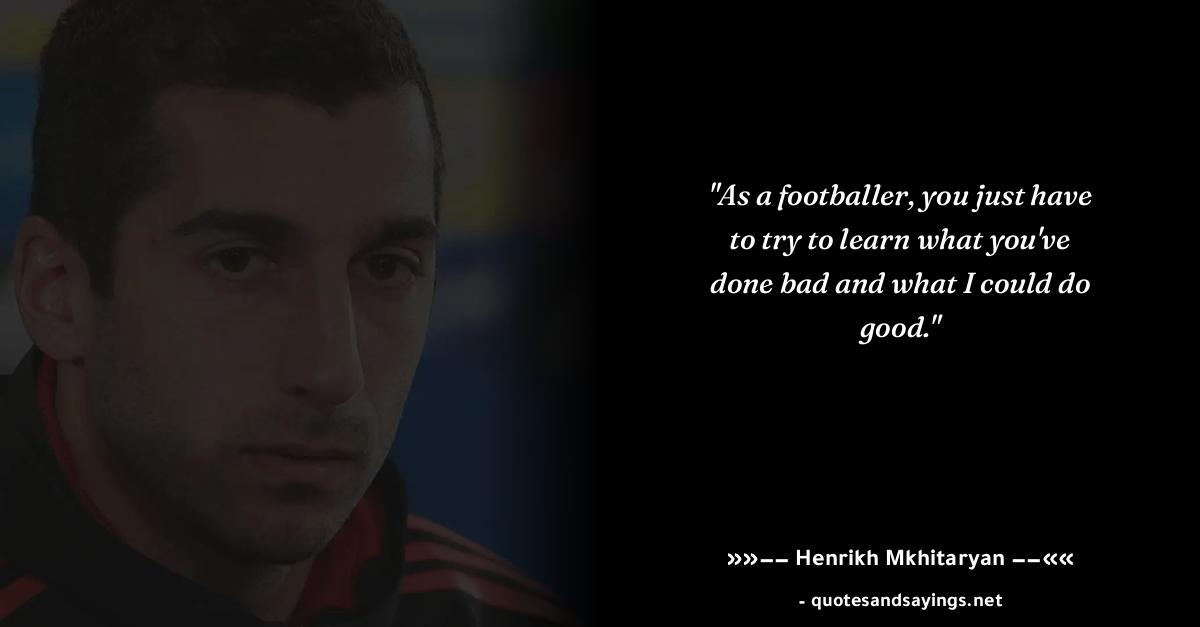 "As a footballer, you just have
to try to learn what you've
done bad and what I could do
good."
»»–– Henrikh Mkhitaryan ––««
- quotesandsayings.net